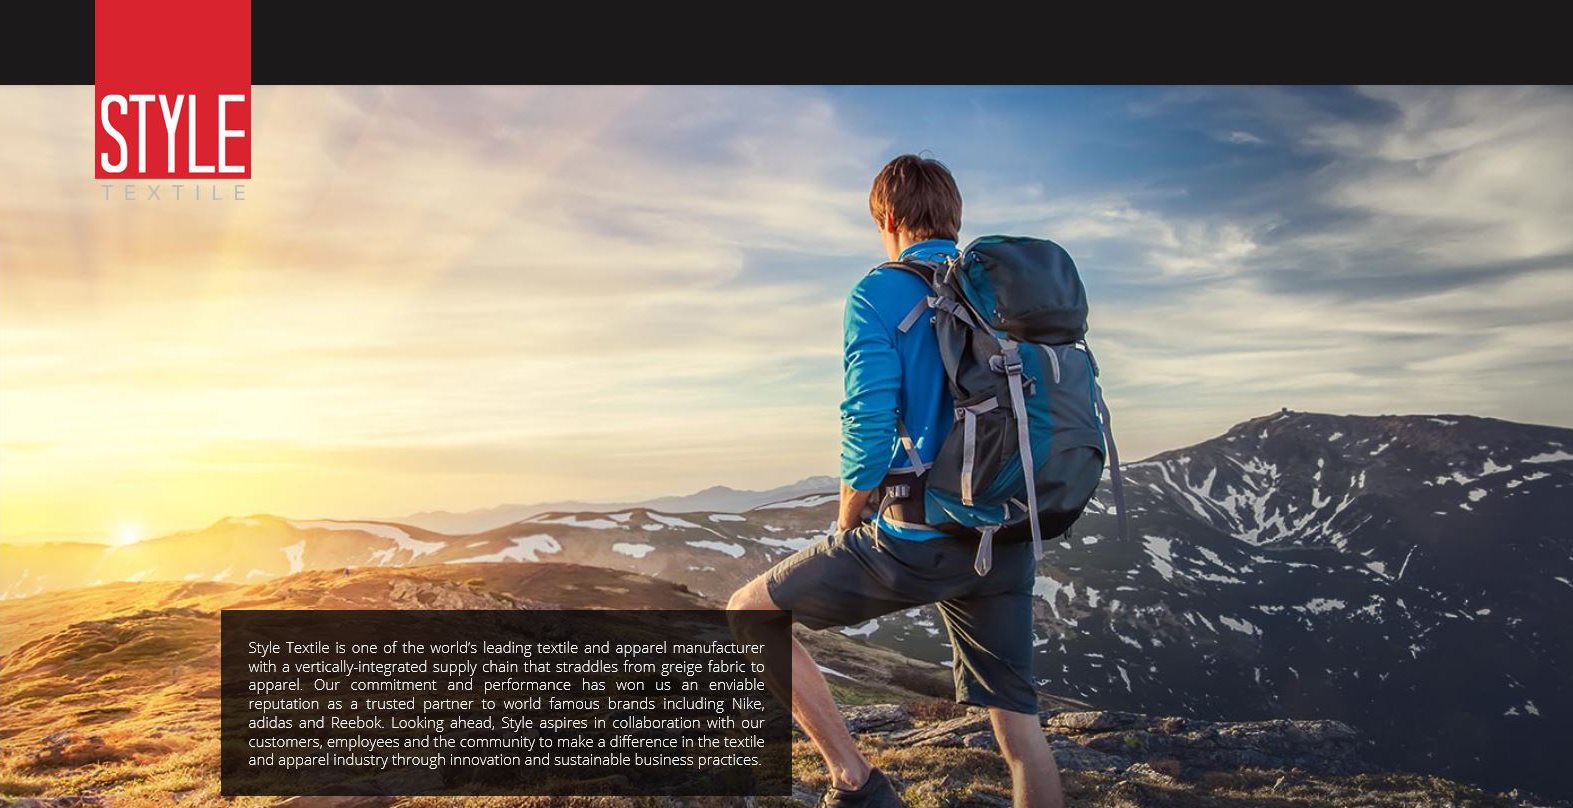 STYLE
TEXTILE
Style Textile is one of the world's leading textile and apparel manufacturer
with a vertically-integrated supply chain that straddles from greige fabric to
apparel. Our commitment and performance has won us an enviable
reputation as a trusted partner to world famous brands including Nike,
adidas and Reebok. Looking ahead, Style aspires in collaboration with our
customers, employees and the community to make a difference in the textile
and apparel industry through innovation and sustainable business practices.